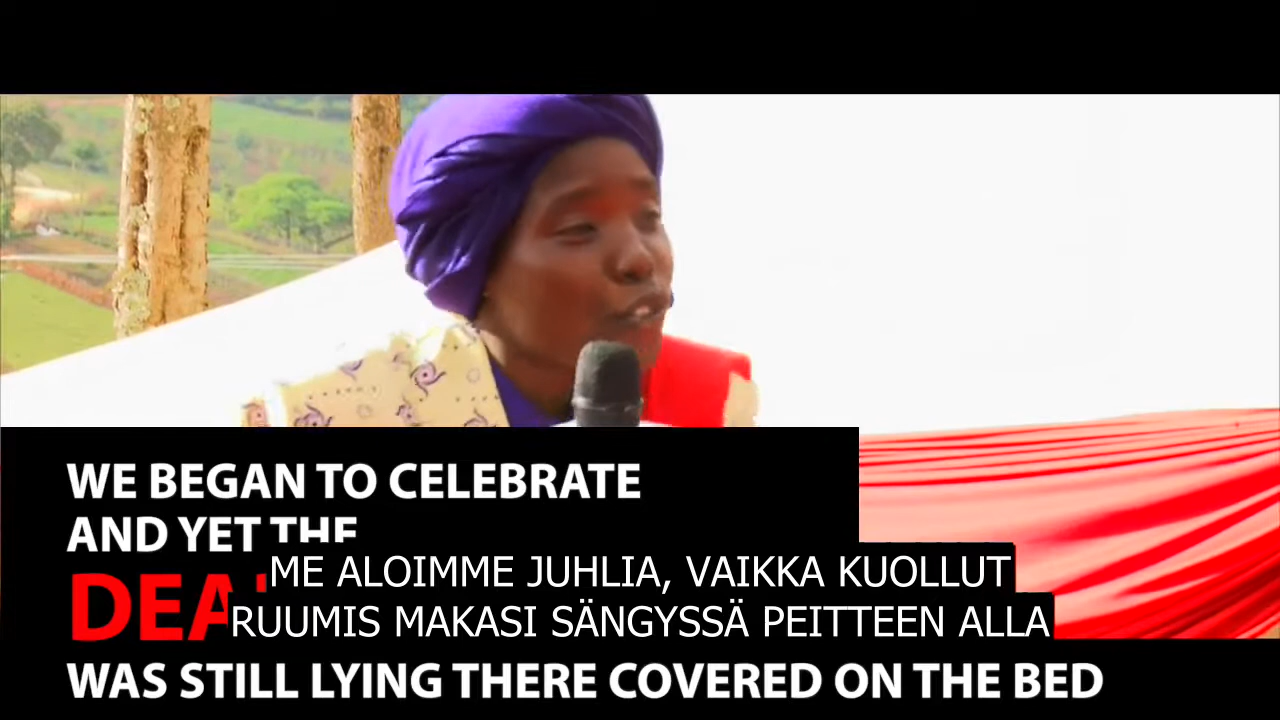 WE BEGAN TO CELEBRATE
AND YET THE
ME ALOIMME JUHLIA, VAIKKA KUOLLUT
RUUMIS MAKASI SÄNGYSSÄ PEITTEEN ALLA
WAS STILL LYING THERE COVERED ON THE BED